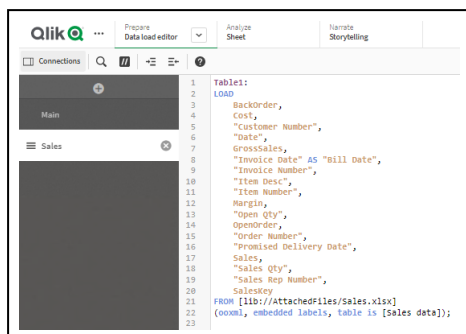 Qlik
Prepare
Data load editor
Analyze
Sheet
Narrate
Storytelling
Connections
Main
Sales
1 Table1:
2 LOAD
3 BackOrder,
4 Cost,
5 "Customer Number",
6 "Date",
7 GrossSales,
8 "Invoice Date" AS "Bill Date",
9 "Invoice Number",
10 "Item Desc",
11 "Item Number",
12 Margin,
13 "Open Qty",
14 OpenOrder,
15 "Order Number",
16 "Promised Delivery Date",
17 Sales,
18 "Sales Qty",
19 "Sales Rep Number",
20 SalesKey
21 FROM [lib://AttachedFiles/Sales.xlsx]
22 (ooxml, embedded labels, table is [Sales data]);
23